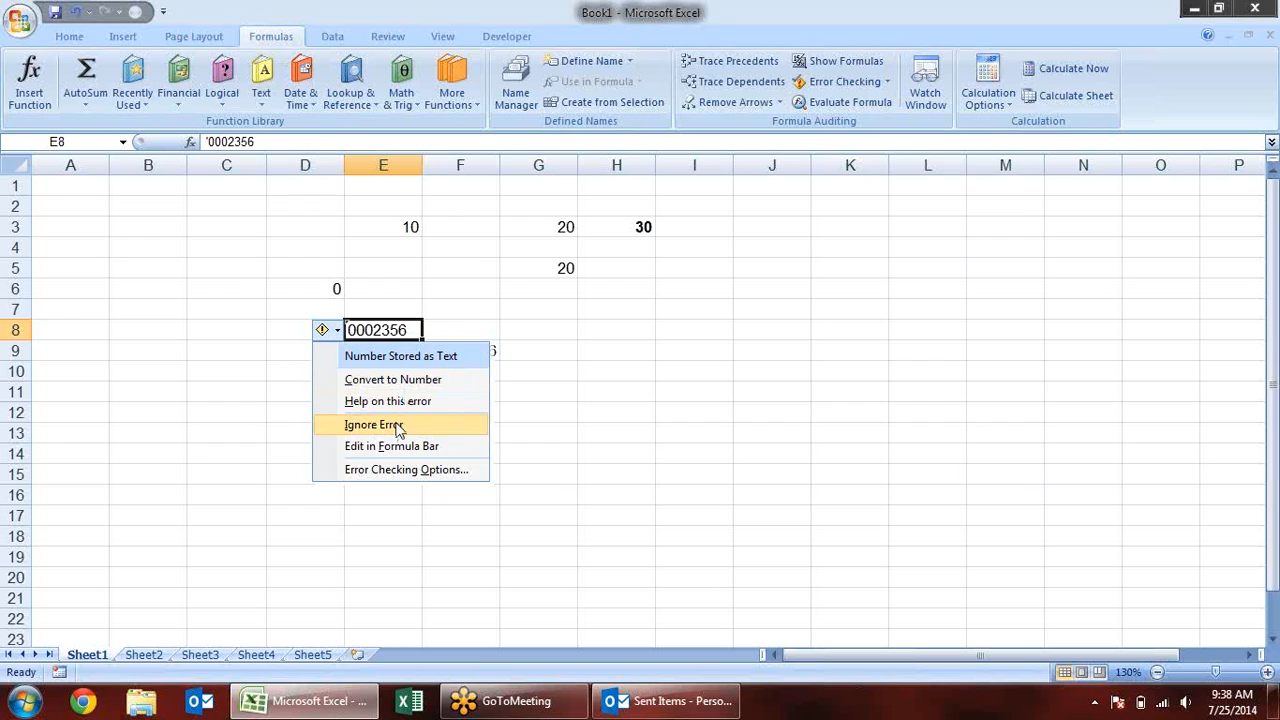 Book1 - Microsoft Excel
Home Insert Page Layout Formulas Data Review View Developer
Insert Function
AutoSum
Recently Used
Financial
Logical
Text
Date & Time
Lookup & Reference
Math & Trig
More Functions
Function Library
Name Manager
Define Name
Use in Formula
Create from Selection
Defined Names
Trace Precedents
Trace Dependents
Remove Arrows
Show Formulas
Error Checking
Evaluate Formula
Formula Auditing
Watch Window
Calculation Options
Calculate Now
Calculate Sheet
Calculation
E8 fx '0002356
A B C D E F G H I J K L M N O P
1
2
3 10 20 30
4
5 20
6 0
7
8 0002356
9 6
Number Stored as Text
10
Convert to Number
11
Help on this error
12
Ignore Error
13
Edit in Formula Bar
14
Error Checking Options...
15
16
17
18
19
20
21
22
23
Sheet1 Sheet2 Sheet3 Sheet4 Sheet5
Ready 130%
Microsoft Excel - ... GoToMeeting Sent Items - Perso... 9:38 AM
7/25/2014